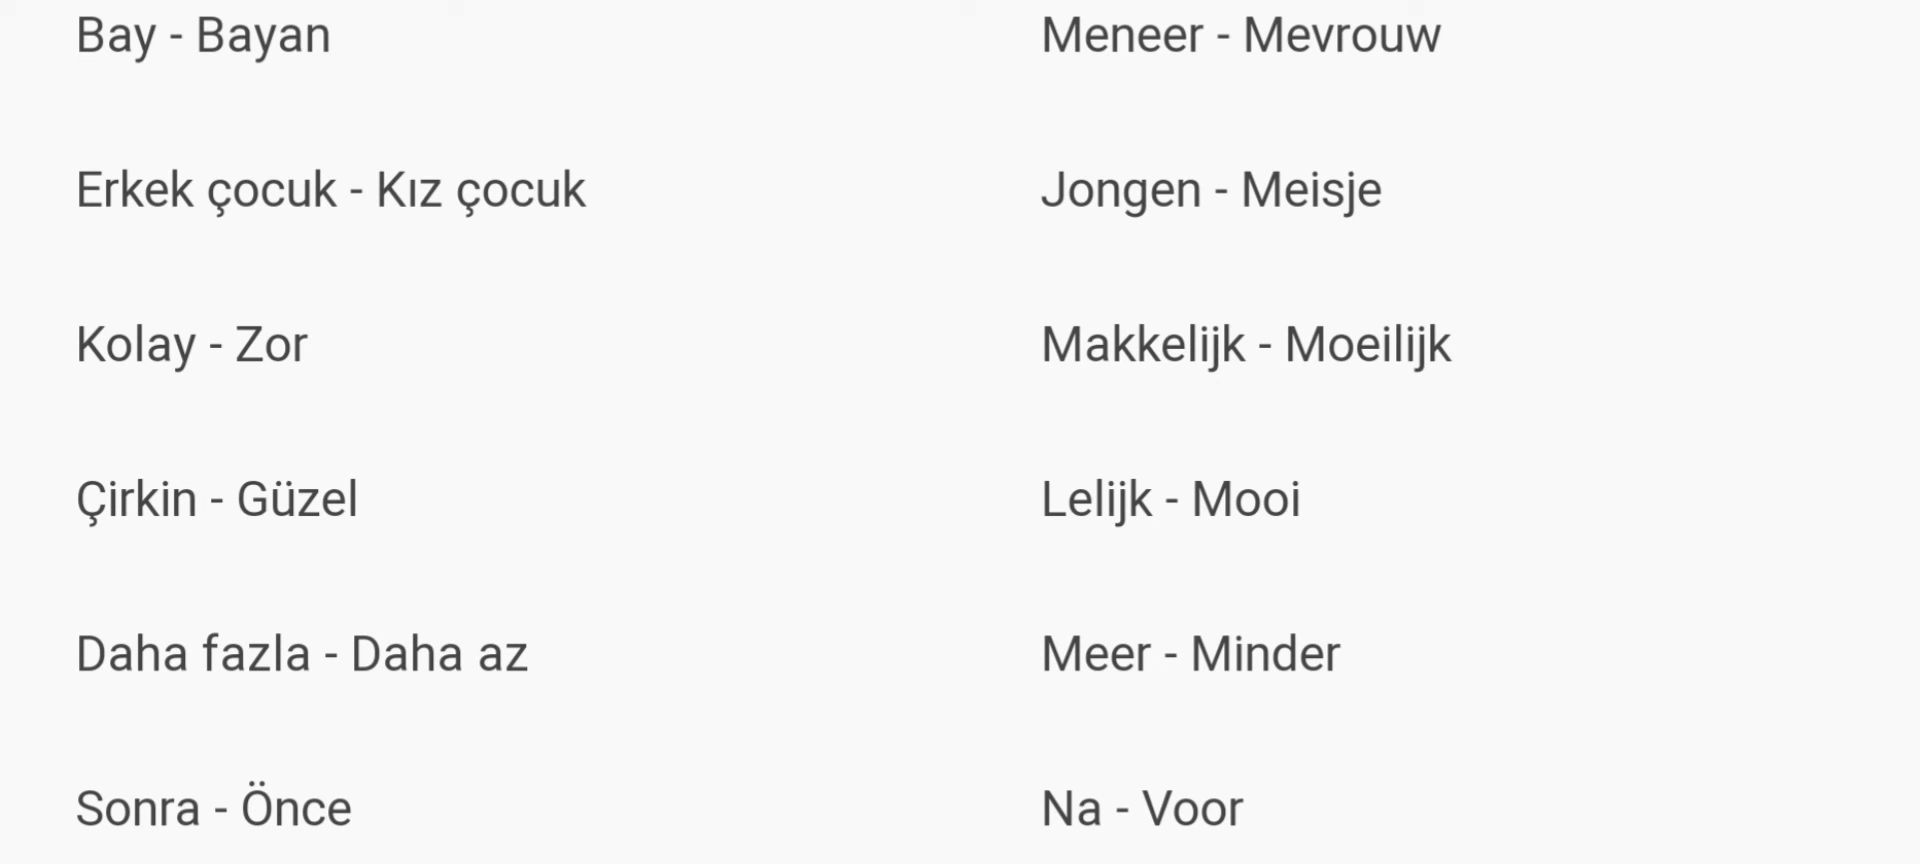 Bay - Bayan
Meneer - Mevrouw
Erkek çocuk - Kız çocuk
Jongen - Meisje
Kolay - Zor
Makkelijk - Moeilijk
Çirkin - Güzel
Lelijk - Mooi
Daha fazla - Daha az
Meer - Minder
Sonra - Önce
Na - Voor